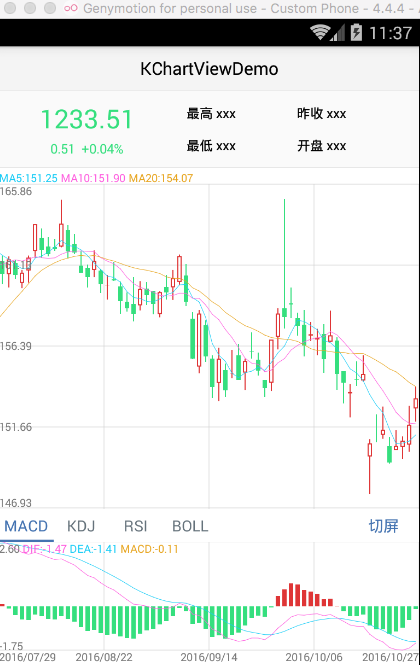 Genymotion for personal use - Custom Phone - 4.4.4 -
11:37
KChartViewDemo
1233.51 最高 xxx 昨收 xxx
0.51 +0.04% 最低 xxx 开盘 xxx
MA5:151.25 MA10:151.90 MA20:154.07
165.86
156.39
151.66
146.93
MACD KDJ RSI BOLL 切屏
2.60 DIF:-1.47 DEA:-1.41 MACD:-0.11
-1.75
2016/07/29 2016/08/22 2016/09/14 2016/10/06 2016/10/27